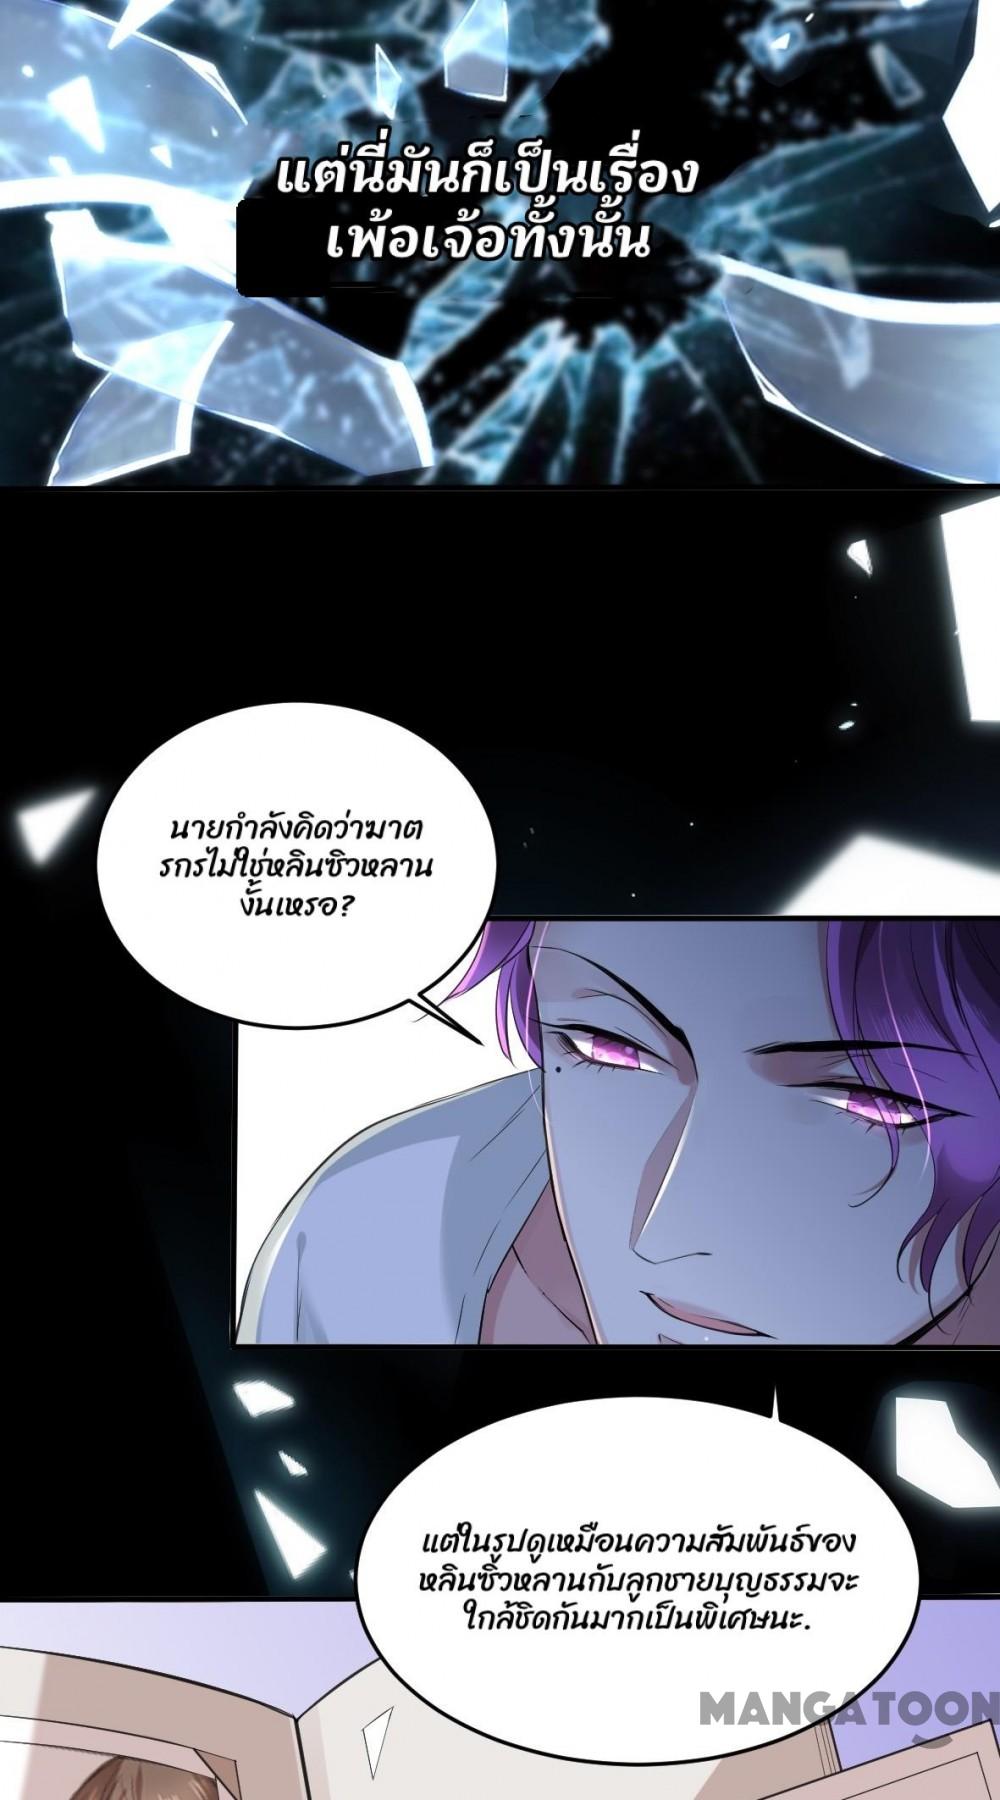 แต่นี่มันก็เป็นเรื่อง
เพ้อเจ้อทั้งนั้น
นายกำลังคิดว่าฆาต
รกรไม่ใช่หลินซิวหลาน
งั้นเหรอ?
แต่ในรูปดูเหมือนความสัมพันธ์ของ
หลินซิวหลานกับลูกชายบุญธรรมจะ
ใกล้ชิดกันมากเป็นพิเศษนะ.
MANGATOON